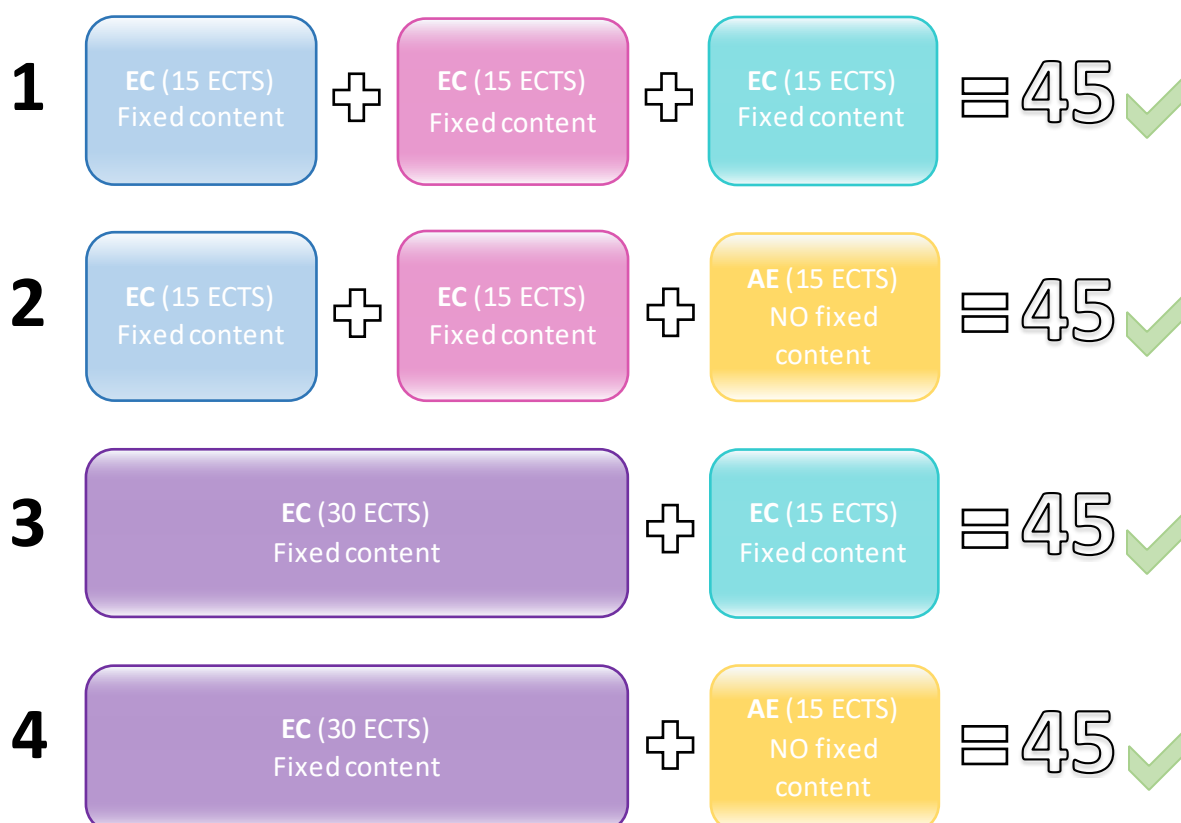 1
EC (15 ECTS)
Fixed content
EC (15 ECTS)
Fixed content
EC (15 ECTS)
Fixed content
=45
2
EC (15 ECTS)
Fixed content
EC (15 ECTS)
Fixed content
AE (15 ECTS)
NO fixed
content
=45
3
EC (30 ECTS)
Fixed content
EC (15 ECTS)
Fixed content
=45
4
EC (30 ECTS)
Fixed content
AE (15 ECTS)
NO fixed
content
=45